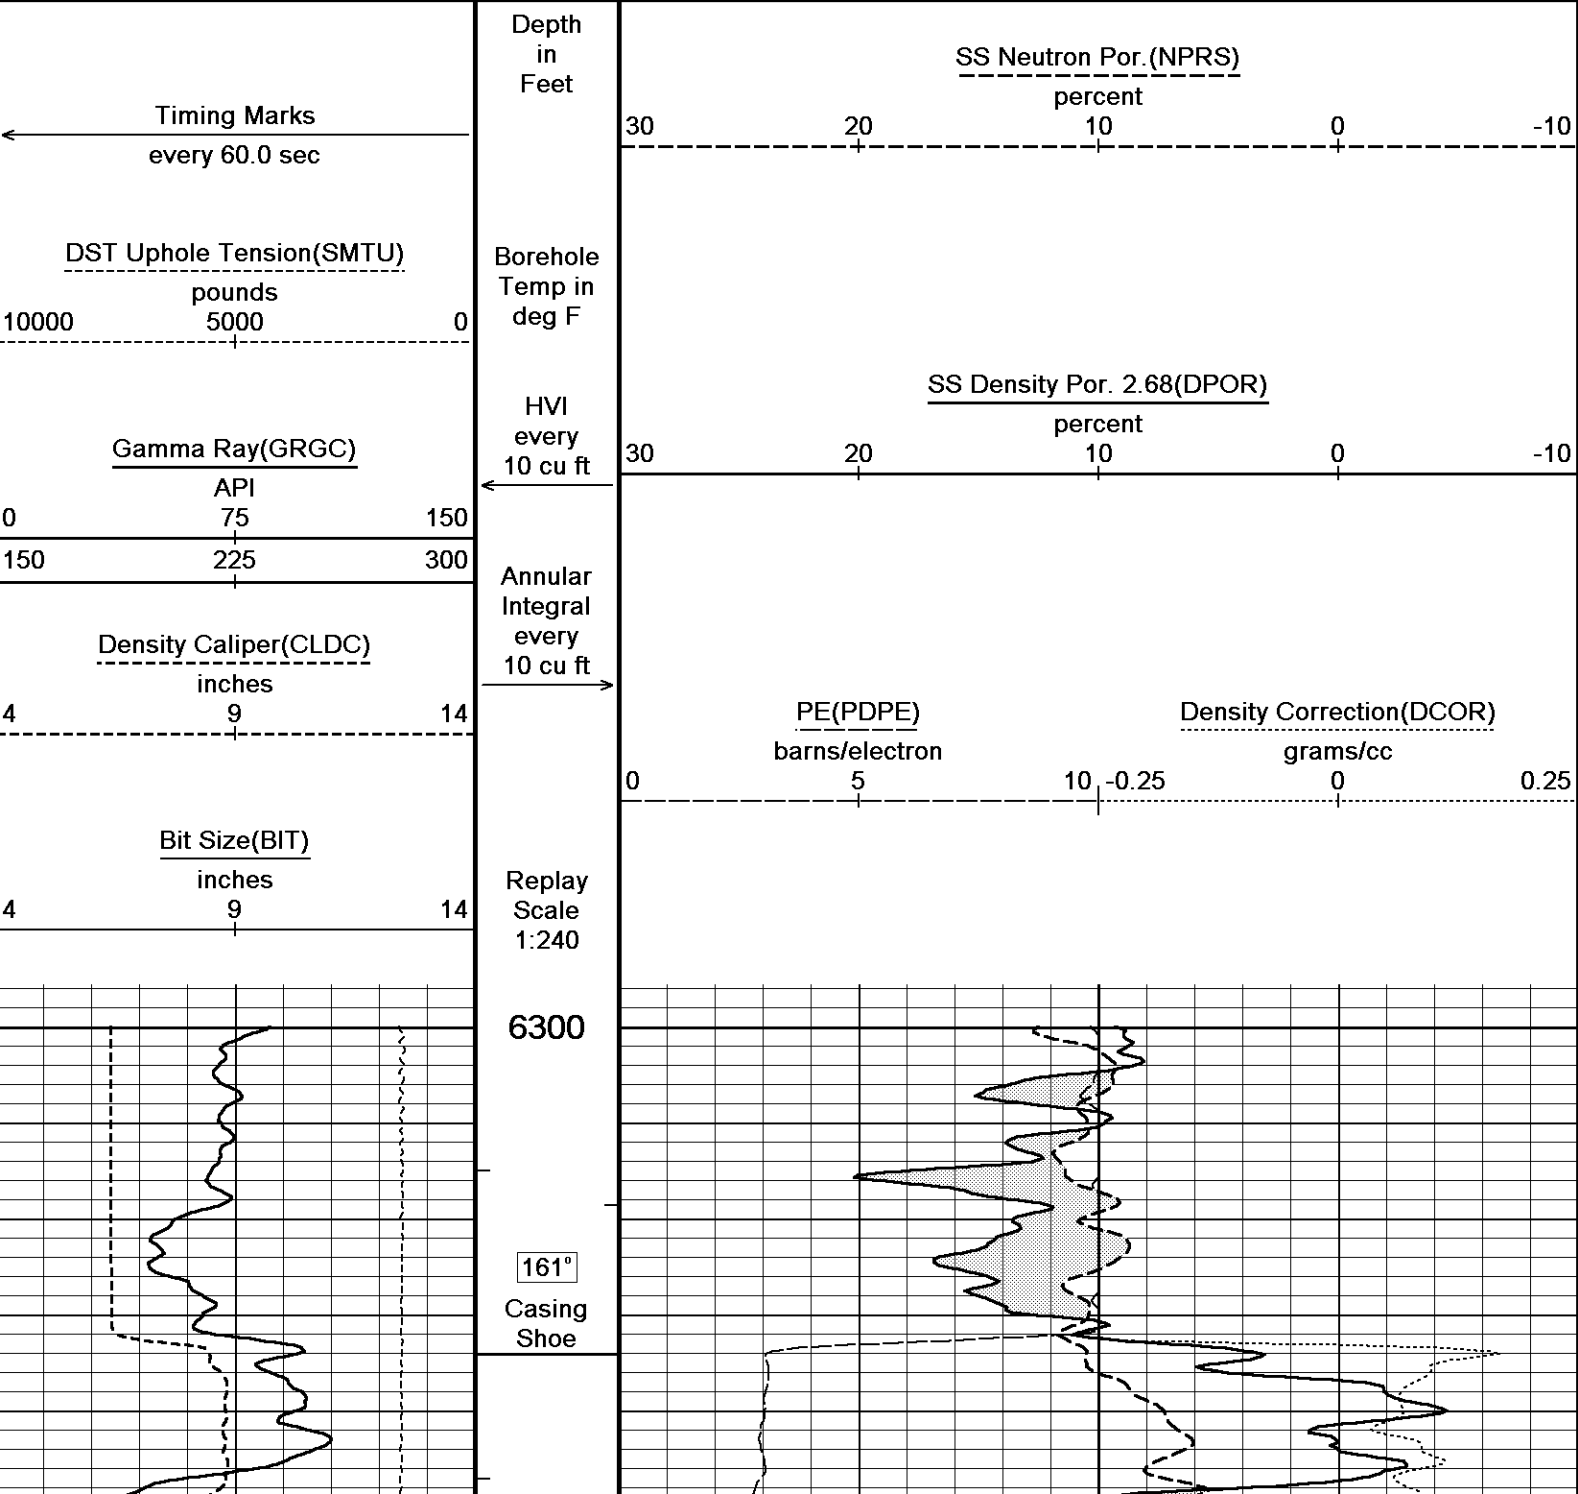 Timing Marks
every 60.0 sec
DST Uphole Tension(SMTU)
pounds
10000 5000 0
Gamma Ray(GRGC)
API
0 75 150
150 225 300
Density Caliper(CLDC)
inches
4 9 14
Bit Size(BIT)
inches
4 9 14
Depth
in
Feet
Borehole
Temp in
deg F
HVI
every
10 cu ft
Annular
Integral
every
10 cu ft
Replay
Scale
1:240
6300
161°
Casing
Shoe
SS Neutron Por.(NPRS)
percent
30 20 10 0 -10
SS Density Por. 2.68(DPOR)
percent
30 20 10 0 -10
PE(PDPE)
barns/electron
0 5 10
Density Correction(DCOR)
grams/cc
-0.25 0 0.25